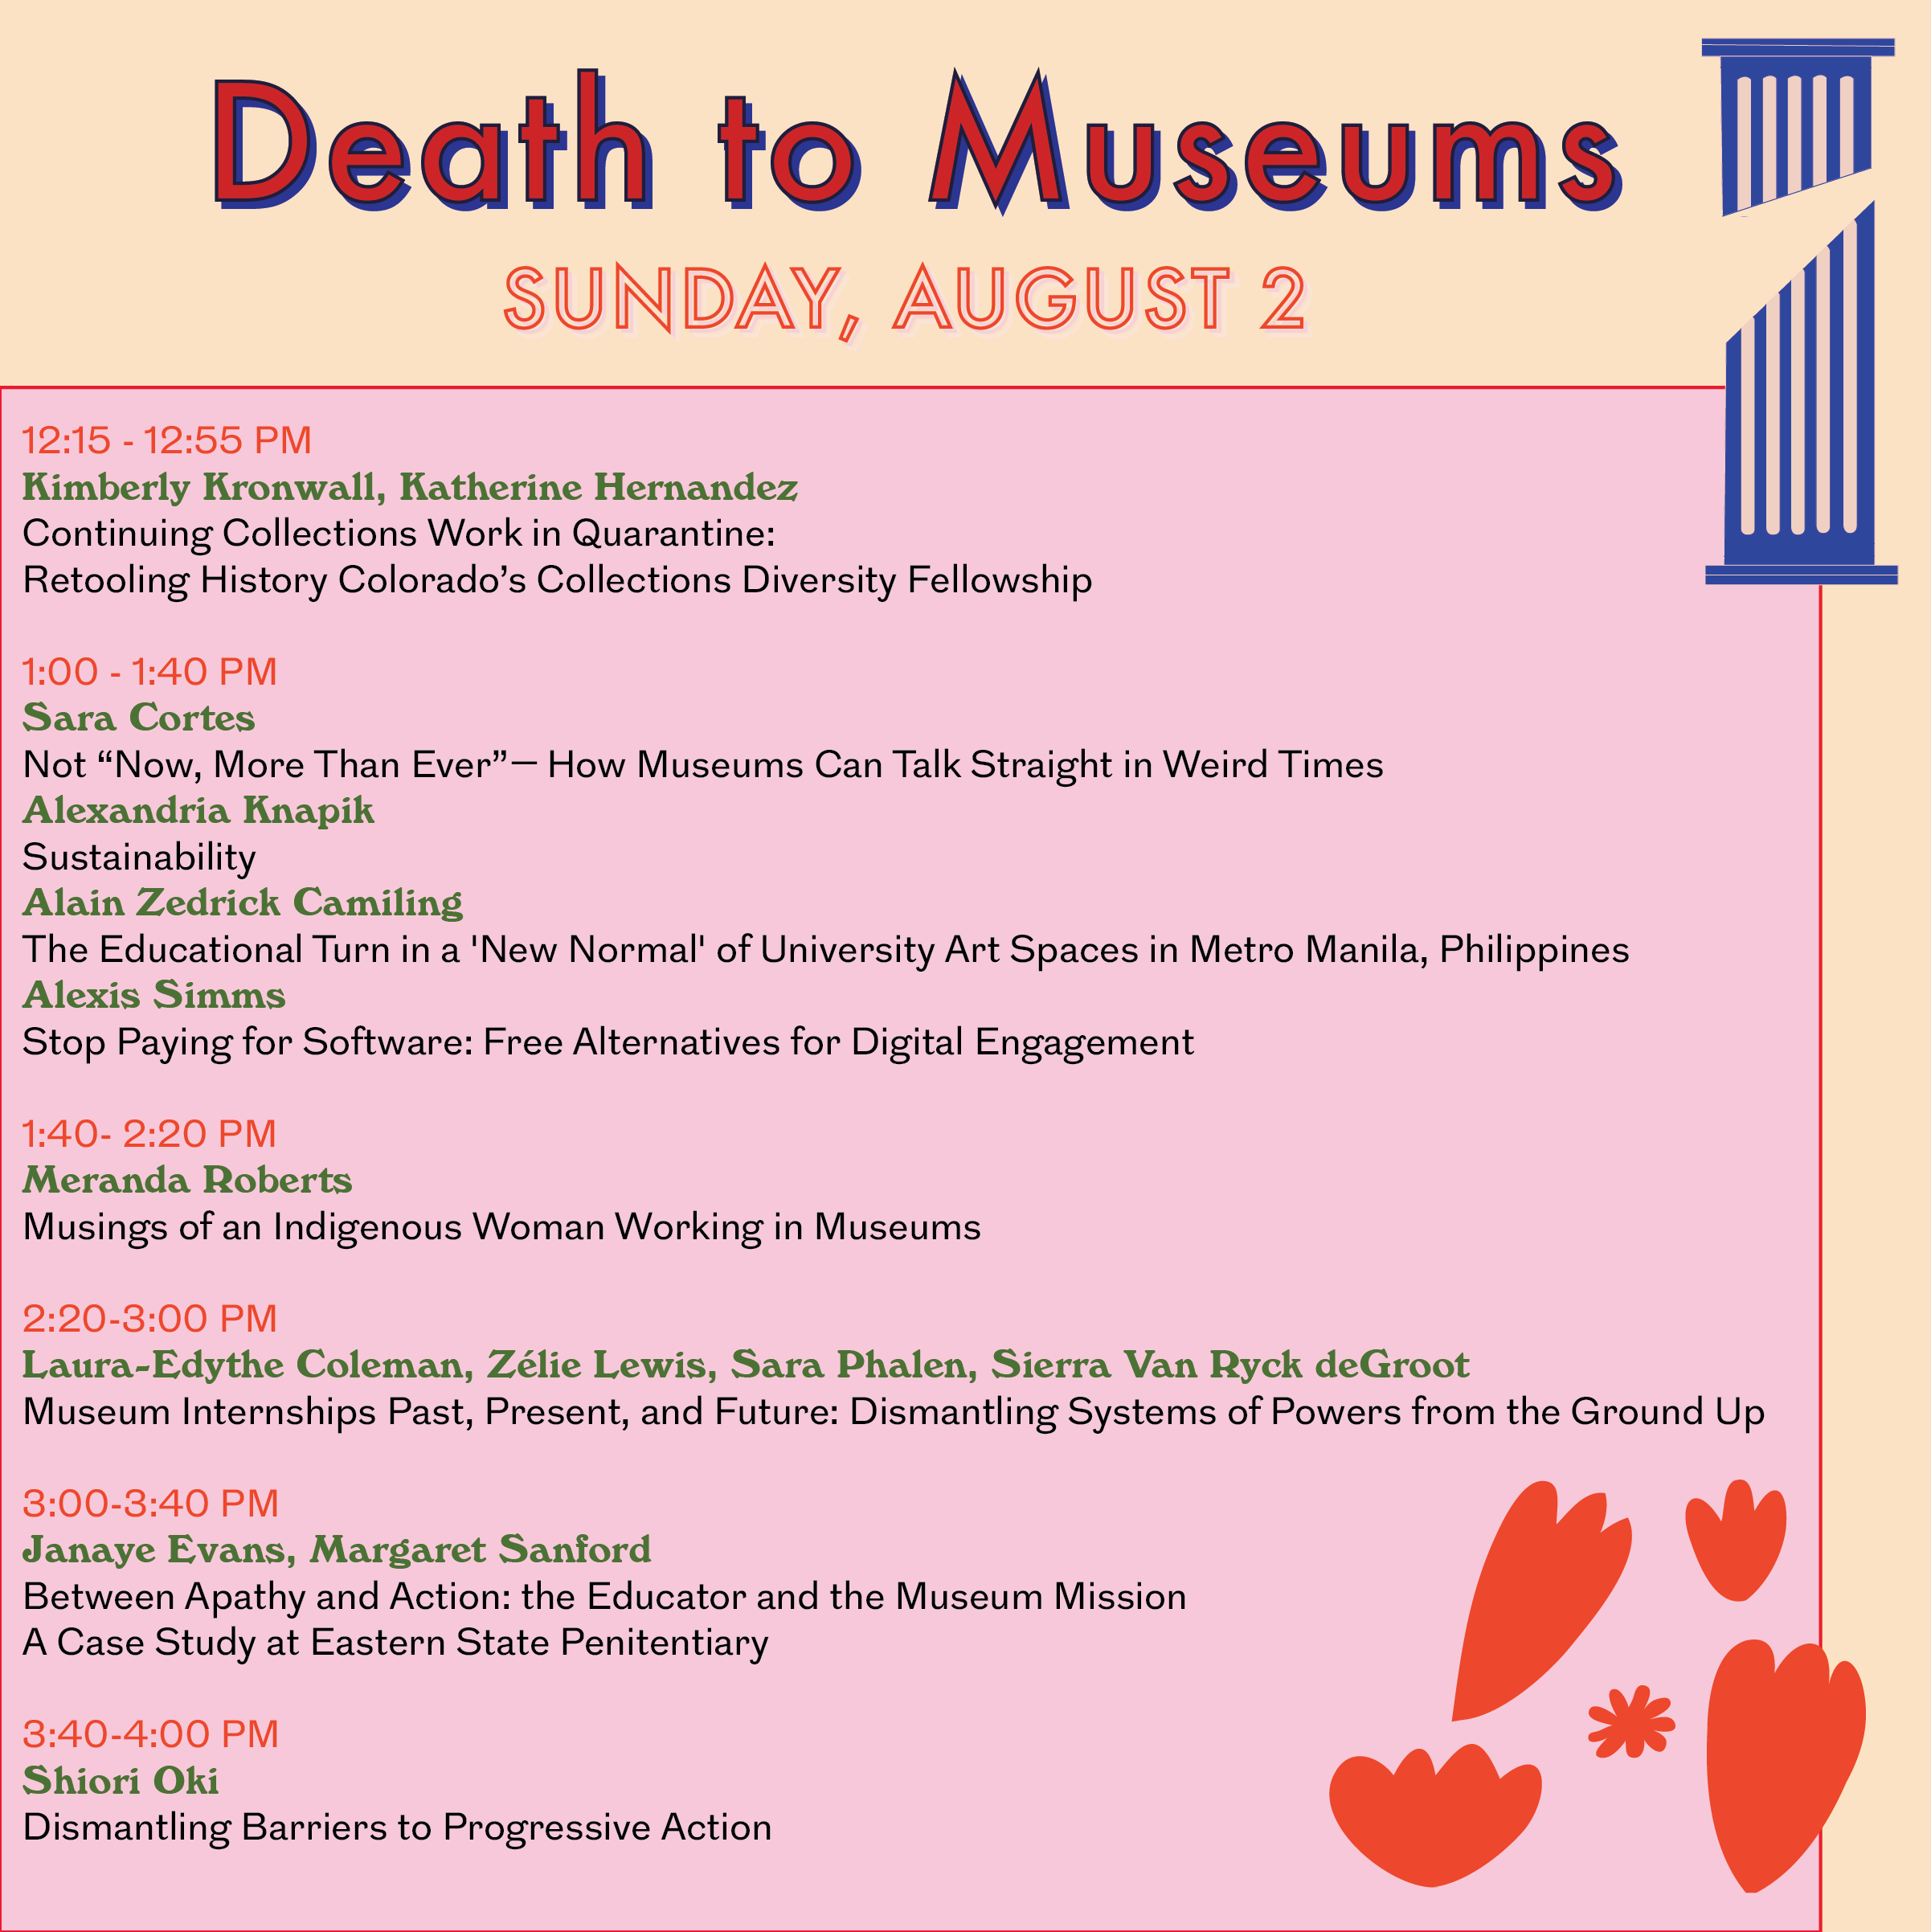 Death to Museums
SUNDAY, AUGUST 2
12:15 - 12:55 PM
Kimberly Kronwall, Katherine Hernandez
Continuing Collections Work in Quarantine:
Retooling History Colorado’s Collections Diversity Fellowship
1:00 - 1:40 PM
Sara Cortes
Not “Now, More Than Ever”— How Museums Can Talk Straight in Weird Times
Alexandria Knapik
Sustainability
Alain Zedrick Camiling
The Educational Turn in a 'New Normal' of University Art Spaces in Metro Manila, Philippines
Alexis Simms
Stop Paying for Software: Free Alternatives for Digital Engagement
1:40- 2:20 PM
Meranda Roberts
Musings of an Indigenous Woman Working in Museums
2:20-3:00 PM
Laura-Edythe Coleman, Zélie Lewis, Sara Phalen, Sierra Van Ryck deGroot
Museum Internships Past, Present, and Future: Dismantling Systems of Powers from the Ground Up
3:00-3:40 PM
Janaye Evans, Margaret Sanford
Between Apathy and Action: the Educator and the Museum Mission
A Case Study at Eastern State Penitentiary
3:40-4:00 PM
Shiori Oki
Dismantling Barriers to Progressive Action